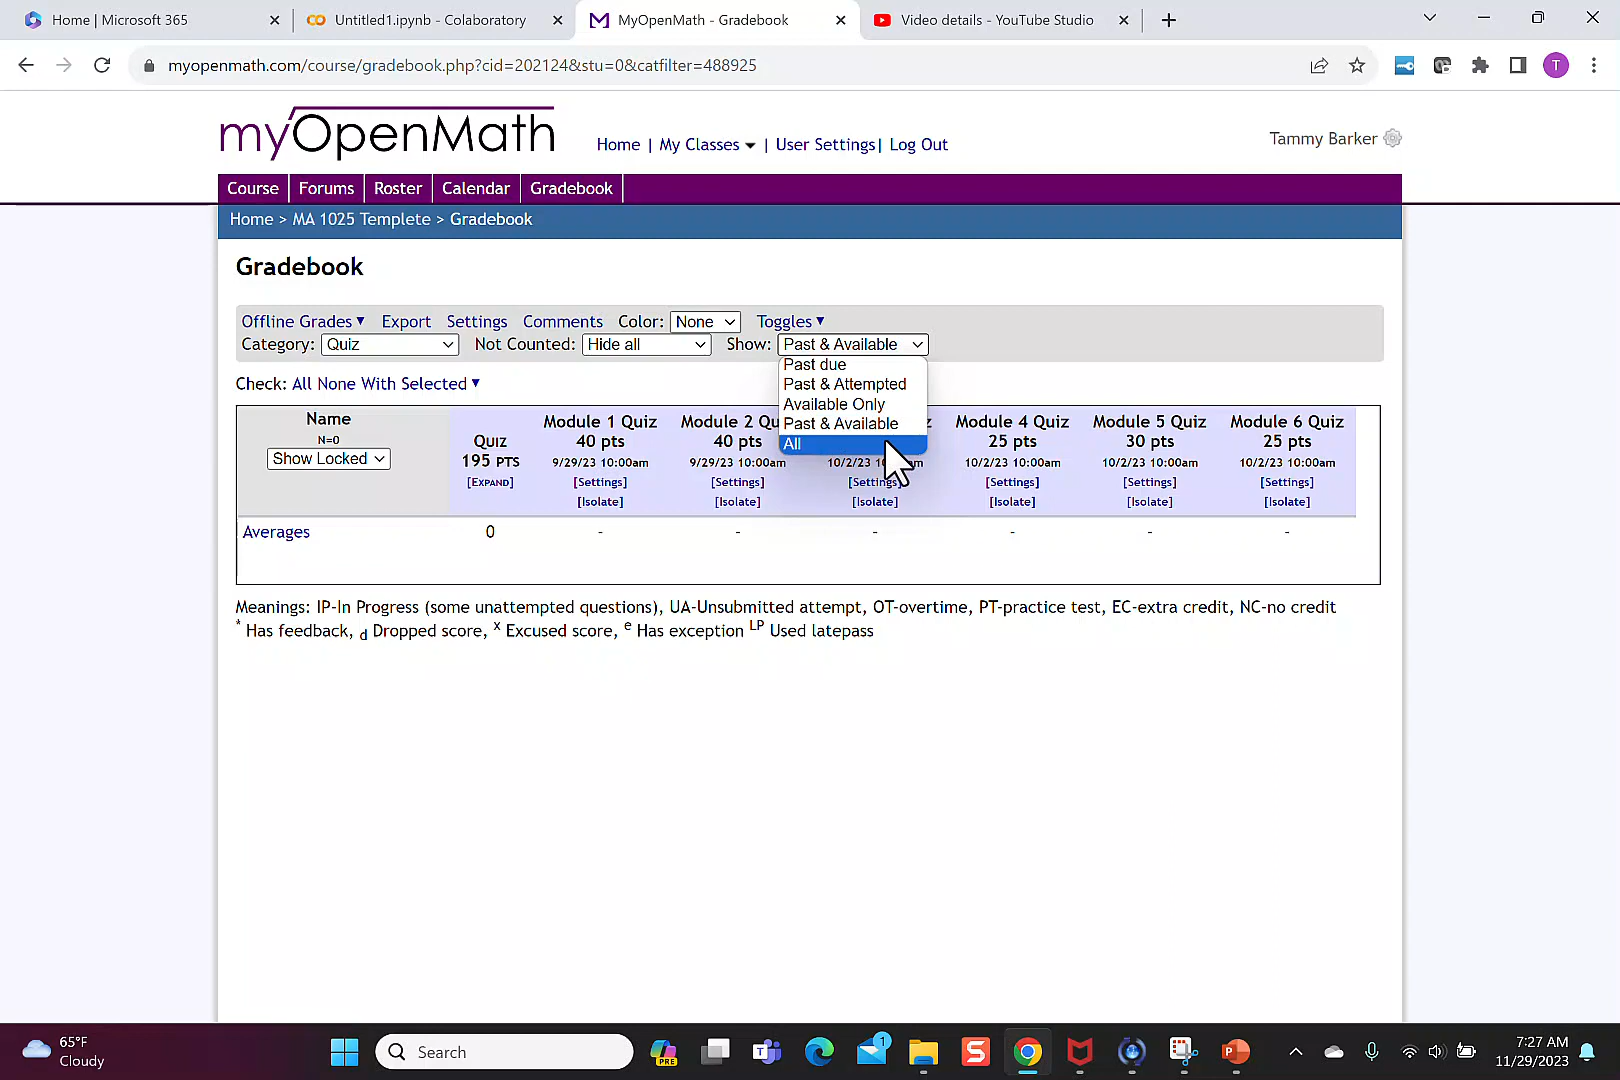 Home | Microsoft 365
Untitled1.ipynb - Colaboratory
MyOpenMath - Gradebook
Video details - YouTube Studio
myopenmath.com/course/gradebook.php?cid=202124&stu=0&catfilter=488925
T
myOpenMath
Home | My Classes | User Settings | Log Out
Tammy Barker
Course Forums Roster Calendar Gradebook
Home > MA 1025 Templete > Gradebook
Gradebook
Offline Grades Export Settings Comments Color: None Toggles
Category: Quiz Not Counted: Hide all Show: Past & Available
Past due
Past & Attempted
Available Only
Past & Available
All
Check: All None With Selected
Name
N=0
Show Locked
Quiz
195 PTS
[EXPAND]
Module 1 Quiz
40 pts
9/29/23 10:00am
[Settings]
[Isolate]
Module 2 Qu
40 pts
9/29/23 10:00am
[Settings]
[Isolate]
z
10/2/23 10 m
[Settings
[Isolate]
Module 4 Quiz
25 pts
10/2/23 10:00am
[Settings]
[Isolate]
Module 5 Quiz
30 pts
10/2/23 10:00am
[Settings]
[Isolate]
Module 6 Quiz
25 pts
10/2/23 10:00am
[Settings]
[Isolate]
Averages 0 - - - - - -
Meanings: IP-In Progress (some unattempted questions), UA-Unsubmitted attempt, OT-overtime, PT-practice test, EC-extra credit, NC-no credit
* Has feedback, d Dropped score, x Excused score, e Has exception LP Used latepass
65°F
Cloudy
Search
PRE
1
7:27 AM
11/29/2023